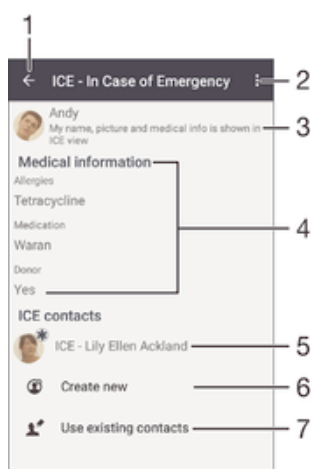 1
ICE - In Case of Emergency 2
Andy
My name, picture and medical info is shown in 3
ICE view
Medical information
Allergies
Tetracycline
Medication 4
Waran
Donor
Yes
ICE contacts
ICE - Lily Ellen Ackland 5
Create new 6
Use existing contacts 7